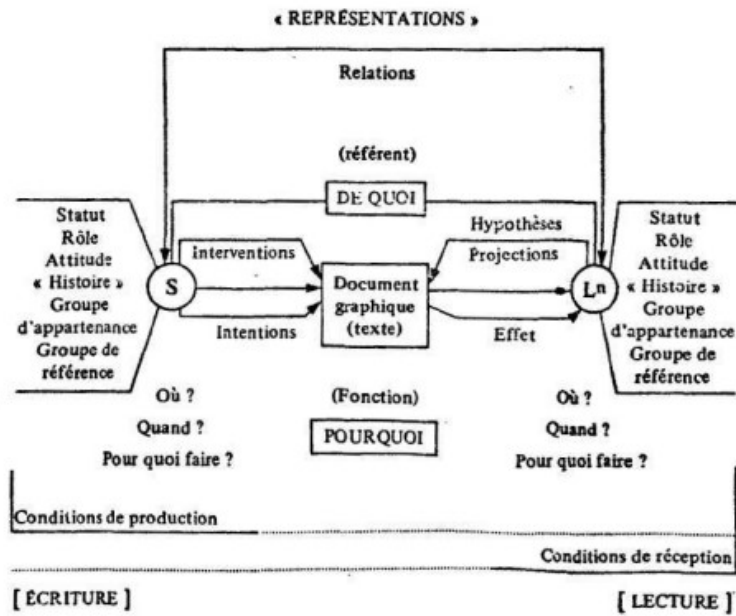 « REPRÉSENTATIONS »
Relations
(référent)
DE QUOI
Statut
Rôle
Attitude
« Histoire »
Groupe
d'appartenance
Groupe de
référence
S
Interventions
Intentions
Document
graphique
(texte)
Hypothèses
Projections
Effet
Lⁿ
Statut
Rôle
Attitude
« Histoire »
Groupe
d'appartenance
Groupe de
référence
Où ?
Quand ?
Pour quoi faire ?
(Fonction)
POURQUOI
Où ?
Quand ?
Pour quoi faire ?
Conditions de production
Conditions de réception
[ ÉCRITURE ]
[ LECTURE ]